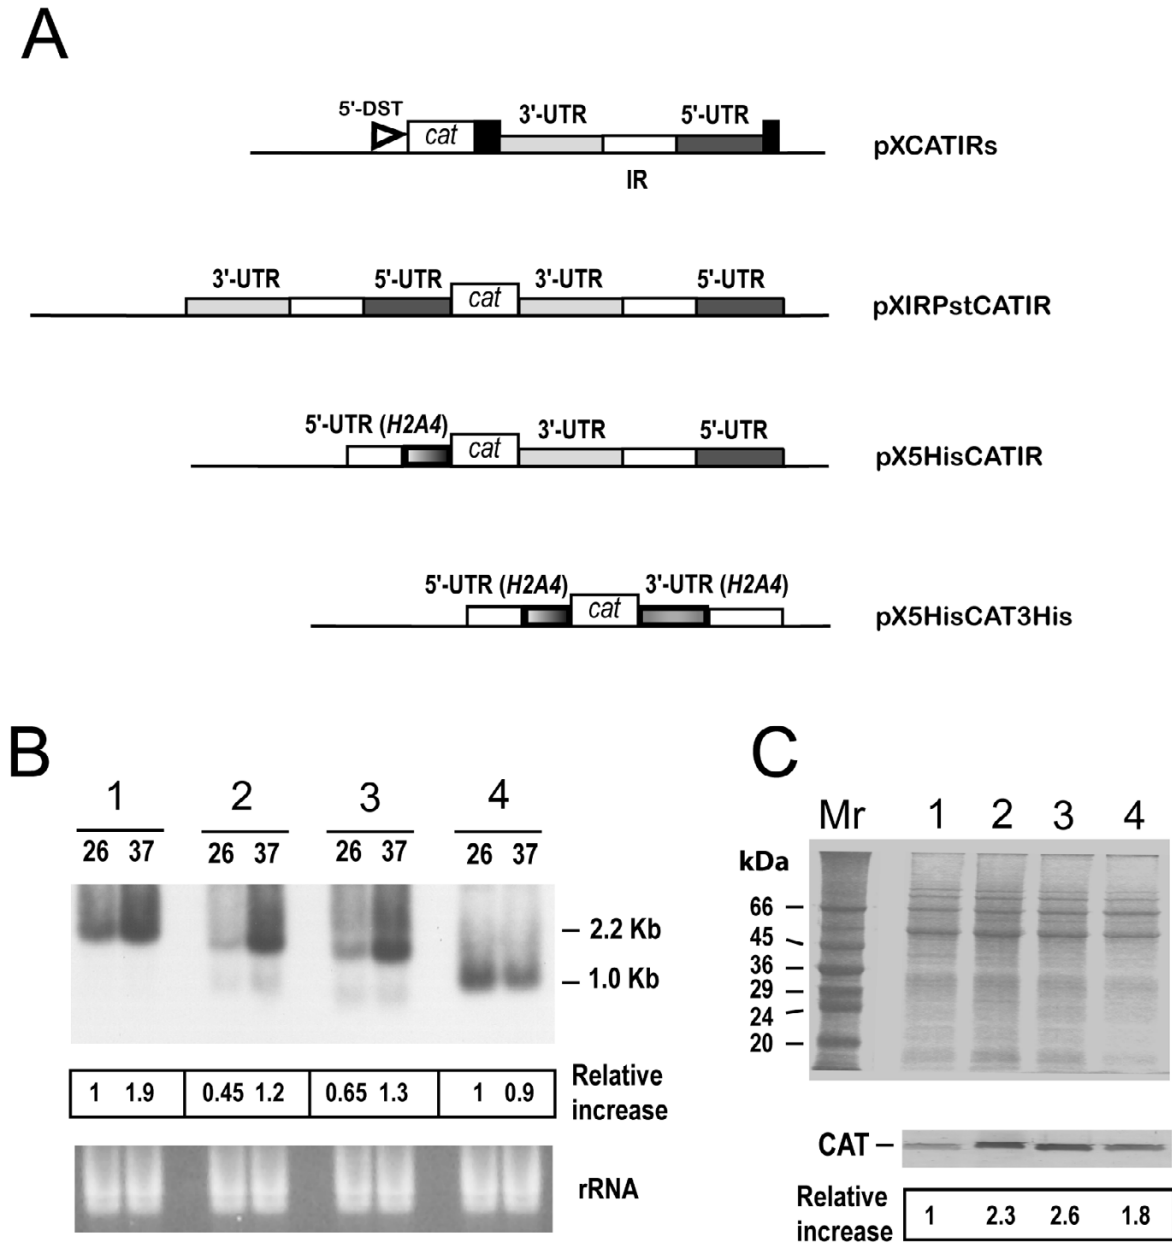 A
5'-DST
cat
3'-UTR
5'-UTR
IR
pXCATIRs
3'-UTR
5'-UTR
cat
3'-UTR
5'-UTR
pXIRPstCATIR
5'-UTR (H2A4)
cat
3'-UTR
5'-UTR
pX5HisCATIR
5'-UTR (H2A4)
cat
3'-UTR (H2A4)
pX5HisCAT3His
B
1 2 3 4
26 37 26 37 26 37 26 37
2.2 Kb
1.0 Kb
1 1.9 0.45 1.2 0.65 1.3 1 0.9
Relative
increase
rRNA
C
Mr 1 2 3 4
kDa
66
45
36
29
24
20
CAT
Relative
increase
1 2.3 2.6 1.8